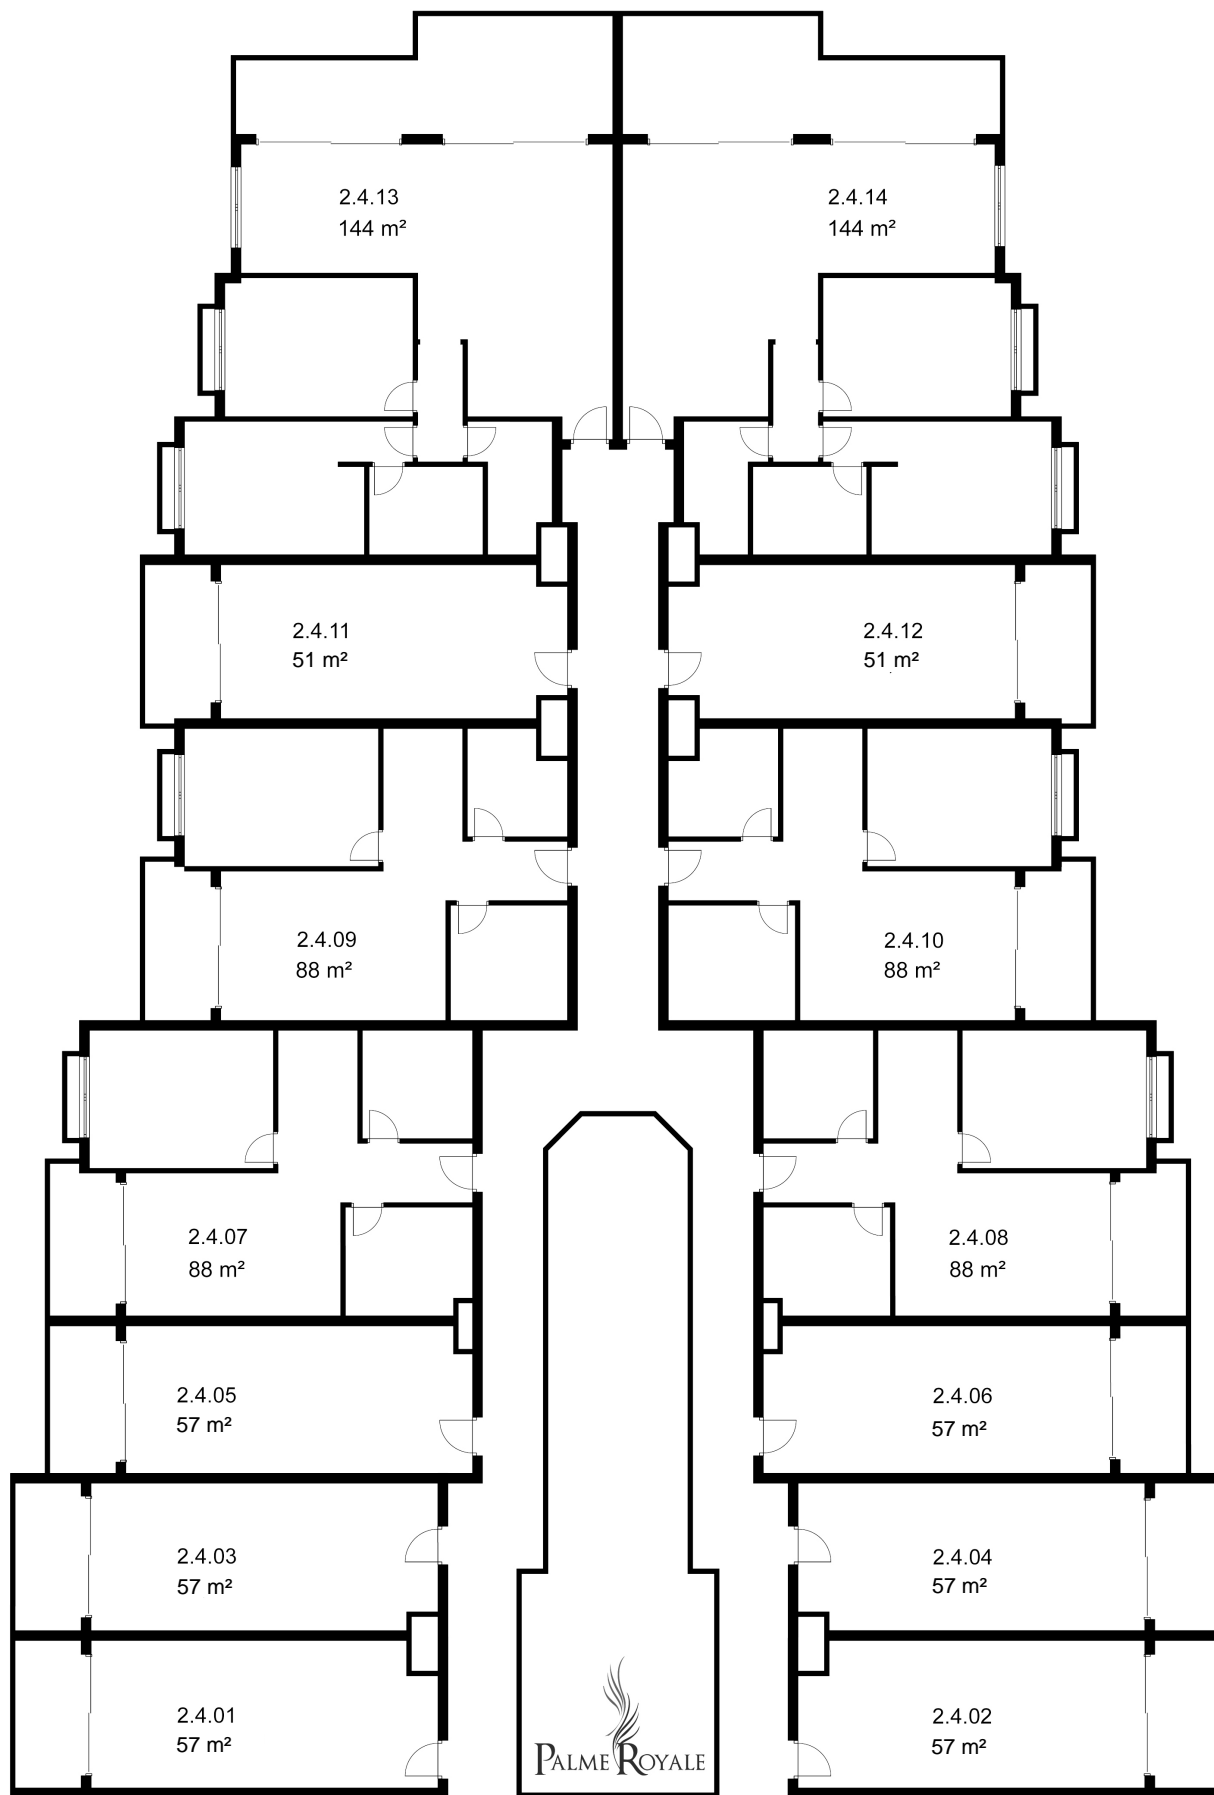 2.4.13
144 m²
2.4.14
144 m²
2.4.11
51 m²
2.4.12
51 m²
2.4.09
88 m²
2.4.10
88 m²
2.4.07
88 m²
2.4.08
88 m²
2.4.05
57 m²
2.4.06
57 m²
2.4.03
57 m²
2.4.04
57 m²
2.4.01
57 m²
2.4.02
57 m²
PALME ROYALE